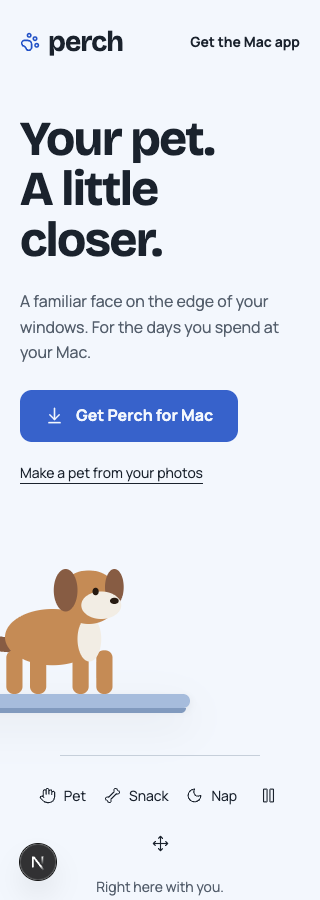 perch
Get the Mac app
Your pet.
A little
closer.
A familiar face on the edge of your
windows. For the days you spend at
your Mac.
Get Perch for Mac
Make a pet from your photos
Pet
Snack
Nap
N
Right here with you.